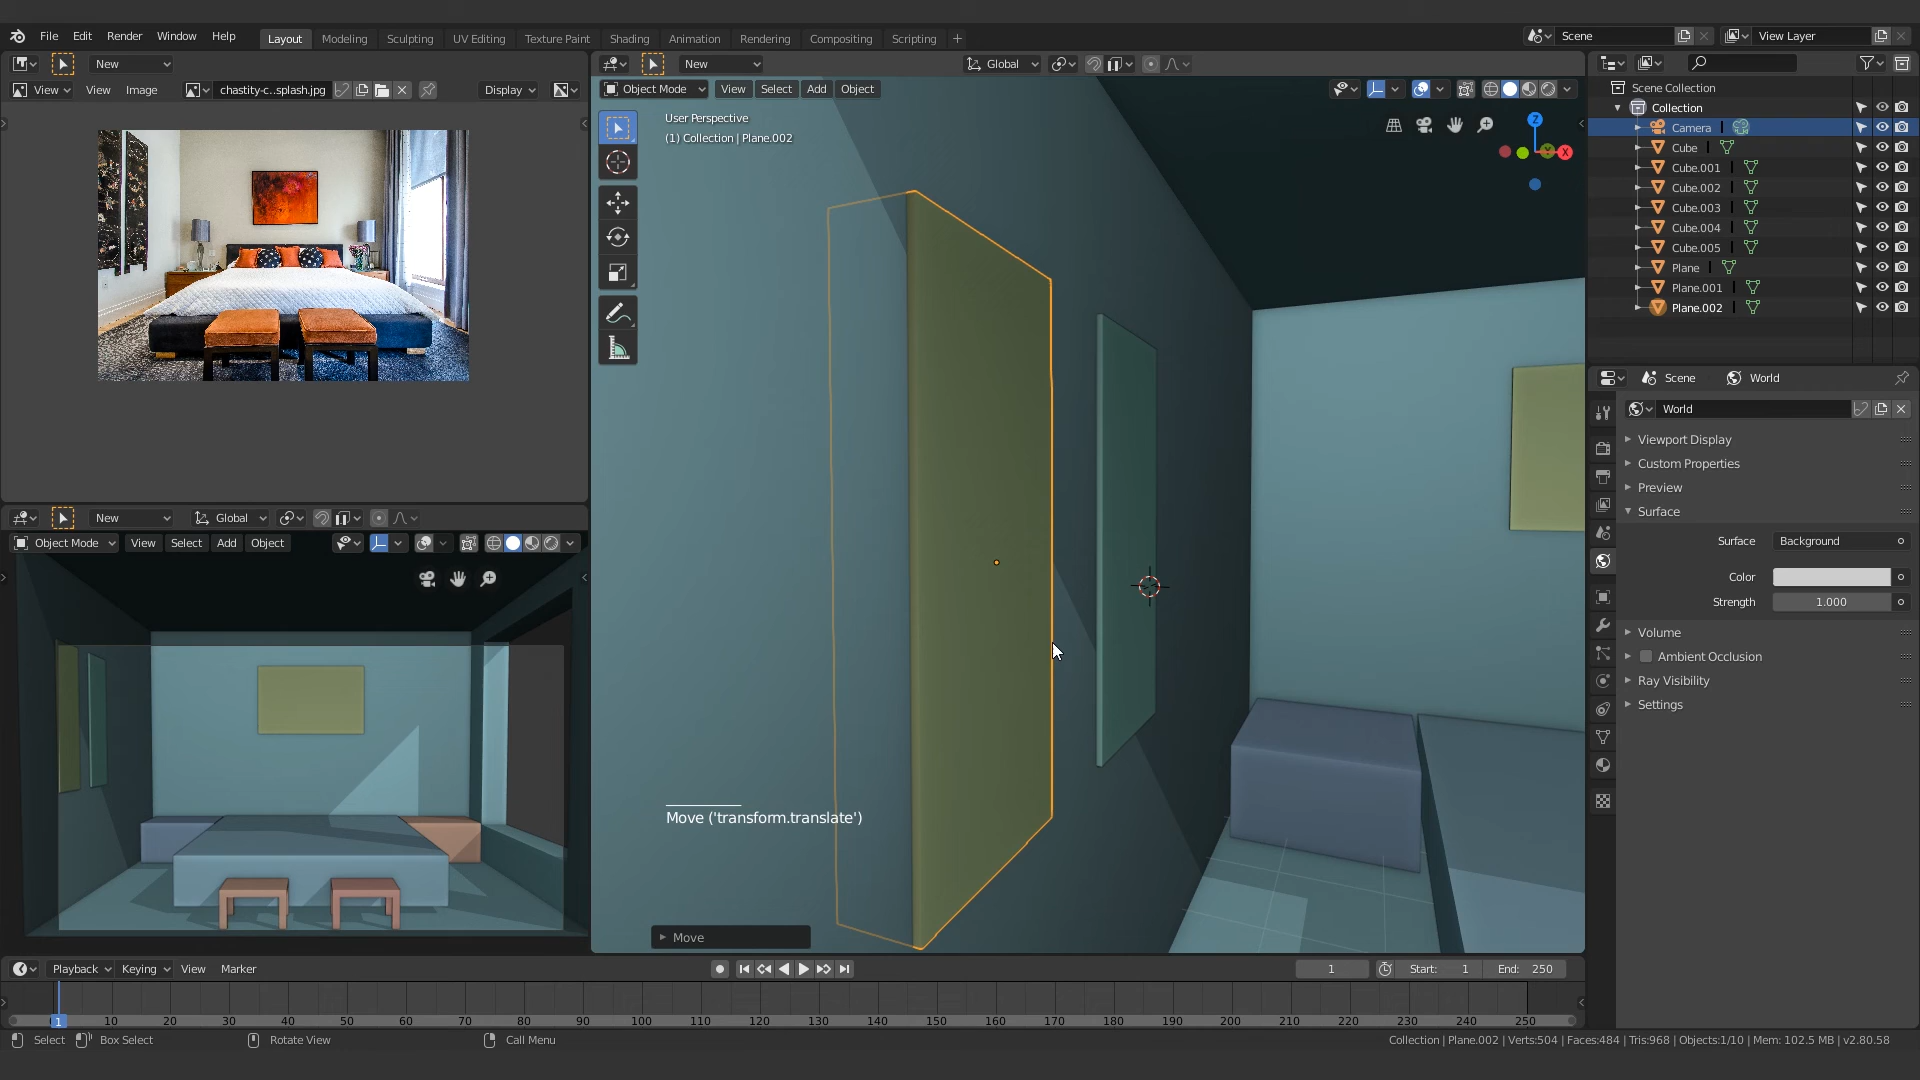 File Edit Render Window Help Layout Modeling Sculpting UV Editing Texture Paint Shading Animation Rendering Compositing Scripting + Scene View Layer
New New Global
View View Image chastity-c..splash.jpg Display Object Mode View Select Add Object
Scene Collection
Collection
Camera
Cube
Cube.001
Cube.002
Cube.003
Cube.004
Cube.005
Plane
Plane.001
Plane.002
User Perspective
(1) Collection | Plane.002
Z
X
Scene World
World
Viewport Display
Custom Properties
Preview
Surface
Surface Background
Color
Strength 1.000
Volume
Ambient Occlusion
Ray Visibility
Settings
New Global
Object Mode View Select Add Object
Move ('transform.translate')
Move
Playback Keying View Marker 1 Start: 1 End: 250
1 10 20 30 40 50 60 70 80 90 100 110 120 130 140 150 160 170 180 190 200 210 220 230 240 250
Select Box Select Rotate View Call Menu Collection | Plane.002 | Verts:504 | Faces:484 | Tris:968 | Objects:1/10 | Mem: 102.5 MB | v2.80.58